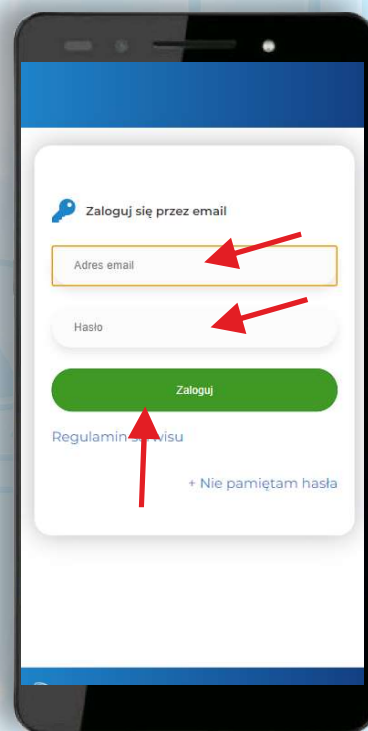 Zaloguj się przez email
Adres email
Hasło
Zaloguj
Regulamin
+ Nie pamiętam hasła